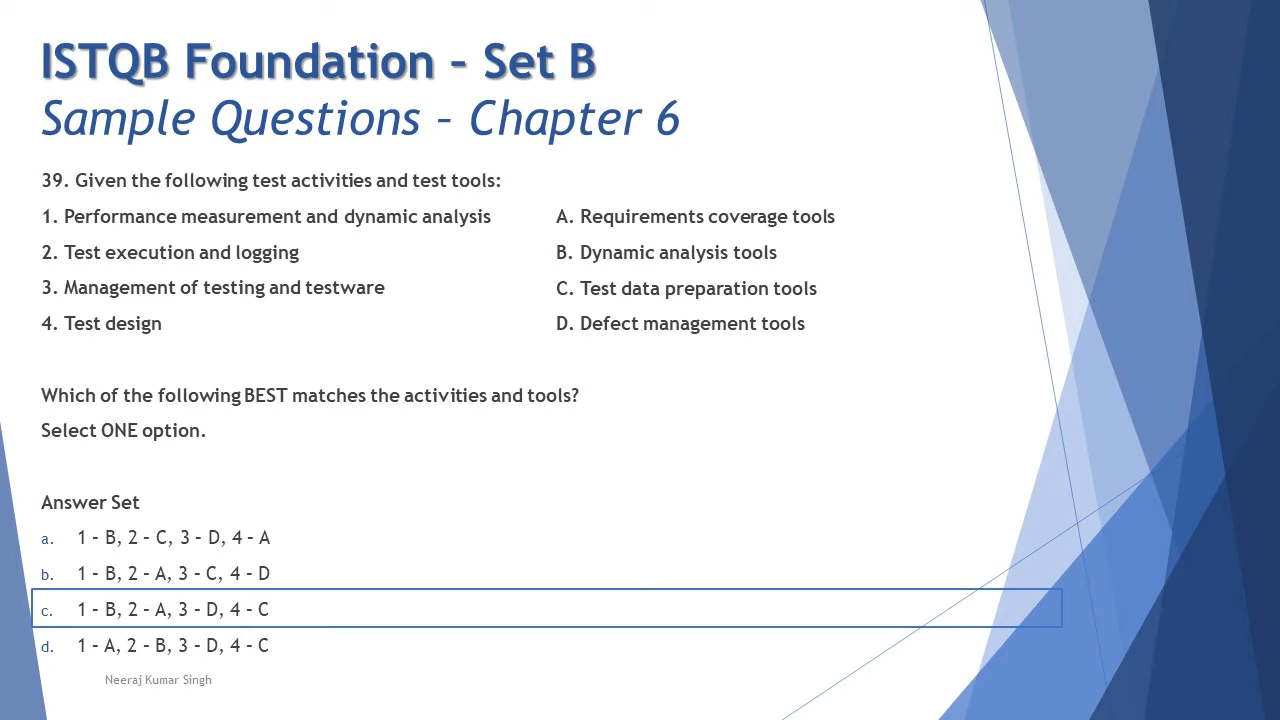 ISTQB Foundation – Set B
Sample Questions – Chapter 6
39. Given the following test activities and test tools:
1. Performance measurement and dynamic analysis
A. Requirements coverage tools
2. Test execution and logging
B. Dynamic analysis tools
3. Management of testing and testware
C. Test data preparation tools
4. Test design
D. Defect management tools
Which of the following BEST matches the activities and tools?
Select ONE option.
Answer Set
a. 1 – B, 2 – C, 3 – D, 4 – A
b. 1 – B, 2 – A, 3 – C, 4 – D
c. 1 – B, 2 – A, 3 – D, 4 – C
d. 1 – A, 2 – B, 3 – D, 4 – C
Neeraj Kumar Singh